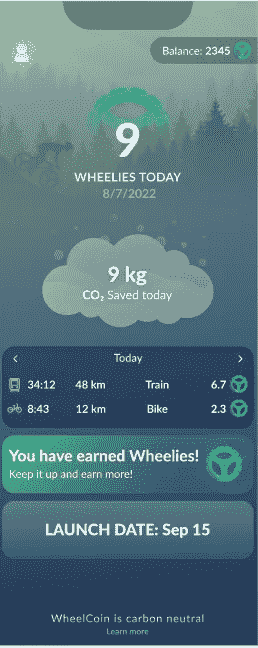 Balance: 2345
9
WHEELIES TODAY
8/7/2022
9 kg
CO₂ Saved today
Today
34:12 48 km Train 6.7
8:43 12 km Bike 2.3
You have earned Wheelies!
Keep it up and earn more!
LAUNCH DATE: Sep 15
WheelCoin is carbon neutral
Learn more